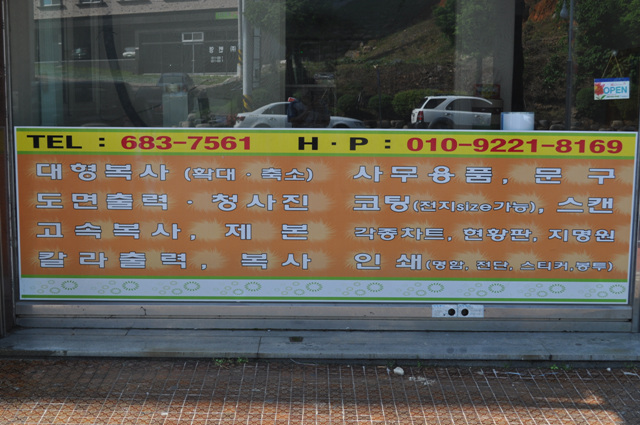 OPEN
TEL : 683-7561 H·P : 010-9221-8169
대형복사 (확대·축소) 사무용품, 문구
도면출력·청사진 코팅(전지size가능), 스캔
고속복사, 제본 각종차트, 현황판, 지명원
칼라출력, 복사 인쇄(명함, 전단, 스티커,봉투)